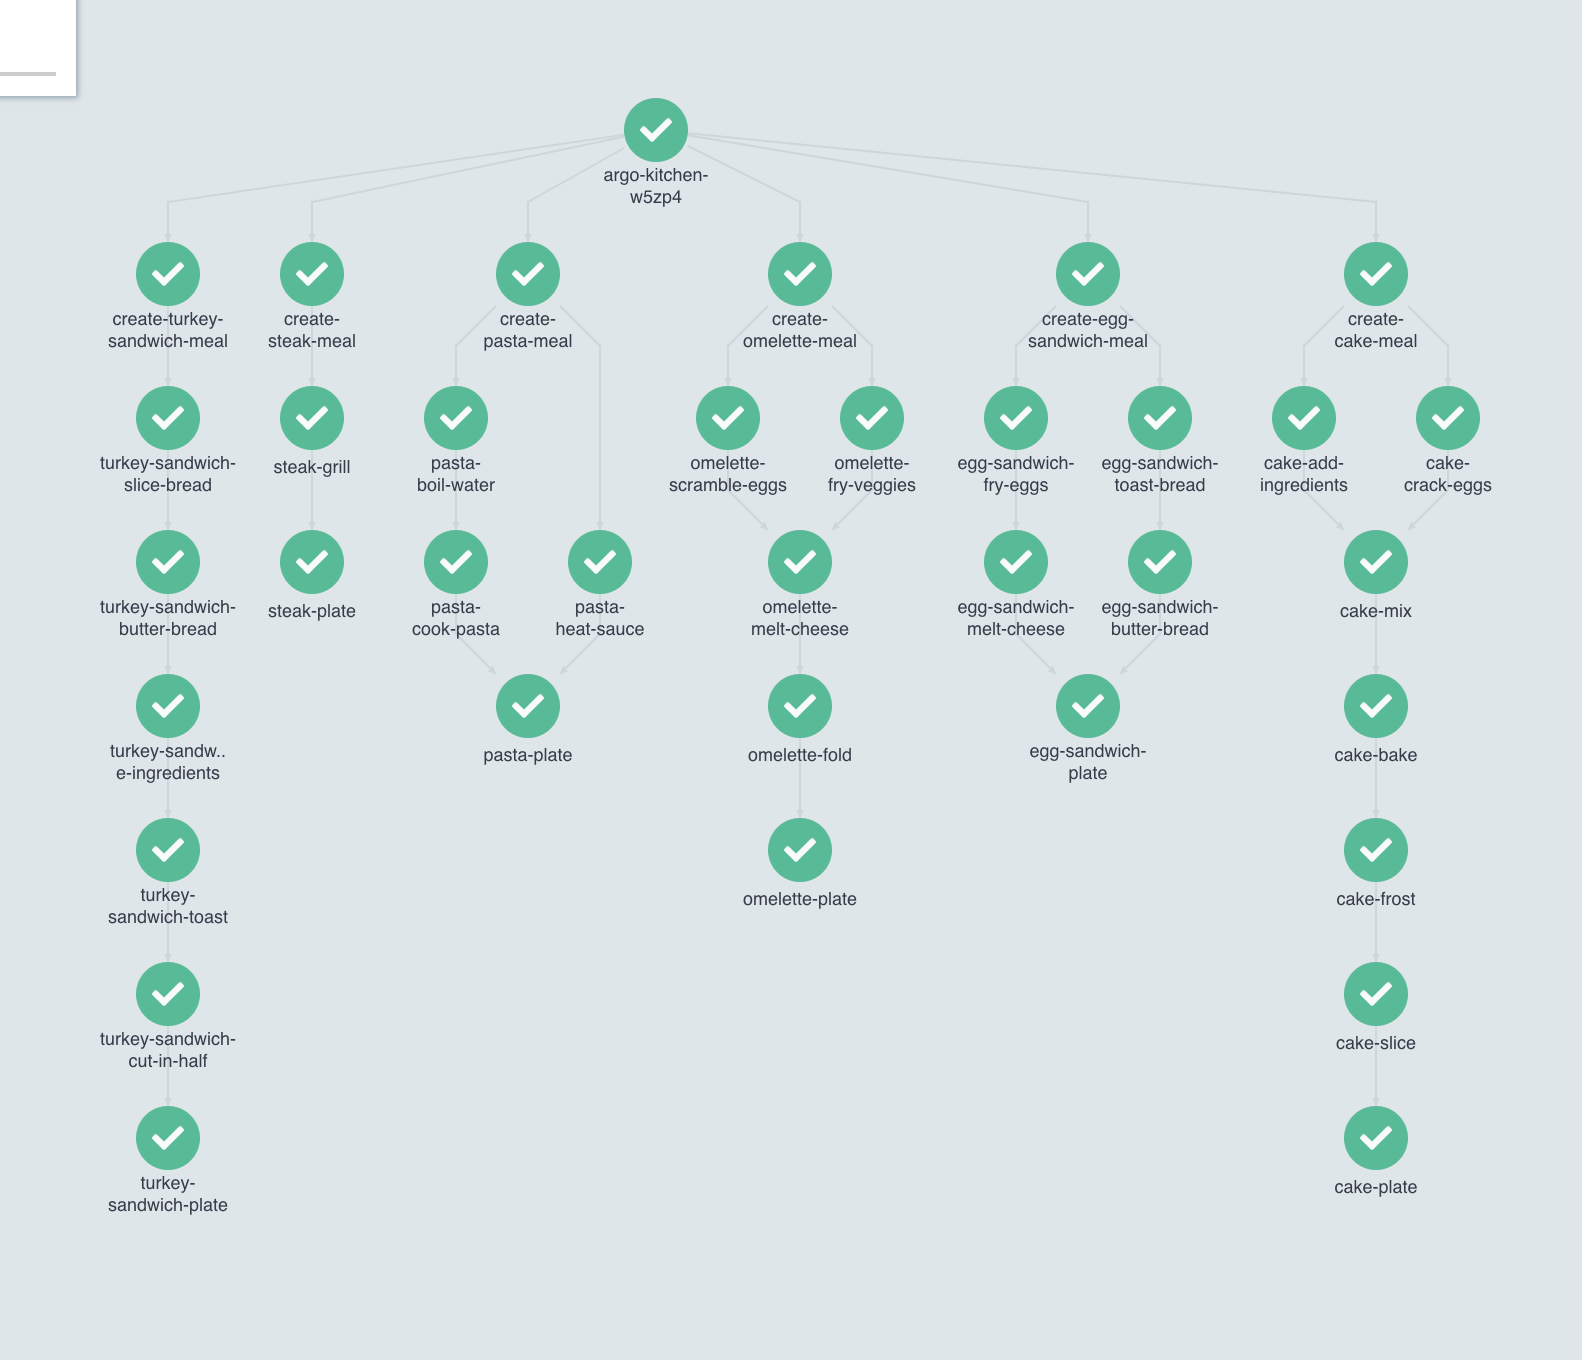 argo-kitchen-
w5zp4
create-turkey-
sandwich-meal
create-
steak-meal
create-
pasta-meal
create-
omelette-meal
create-egg-
sandwich-meal
create-
cake-meal
turkey-sandwich-
slice-bread
steak-grill
pasta-
boil-water
omelette-
scramble-eggs
omelette-
fry-veggies
egg-sandwich-
fry-eggs
egg-sandwich-
toast-bread
cake-add-
ingredients
cake-
crack-eggs
turkey-sandwich-
butter-bread
steak-plate
pasta-
cook-pasta
pasta-
heat-sauce
omelette-
melt-cheese
egg-sandwich-
melt-cheese
egg-sandwich-
butter-bread
cake-mix
turkey-sandw..
e-ingredients
pasta-plate
omelette-fold
egg-sandwich-
plate
cake-bake
turkey-
sandwich-toast
omelette-plate
cake-frost
turkey-sandwich-
cut-in-half
cake-slice
turkey-
sandwich-plate
cake-plate